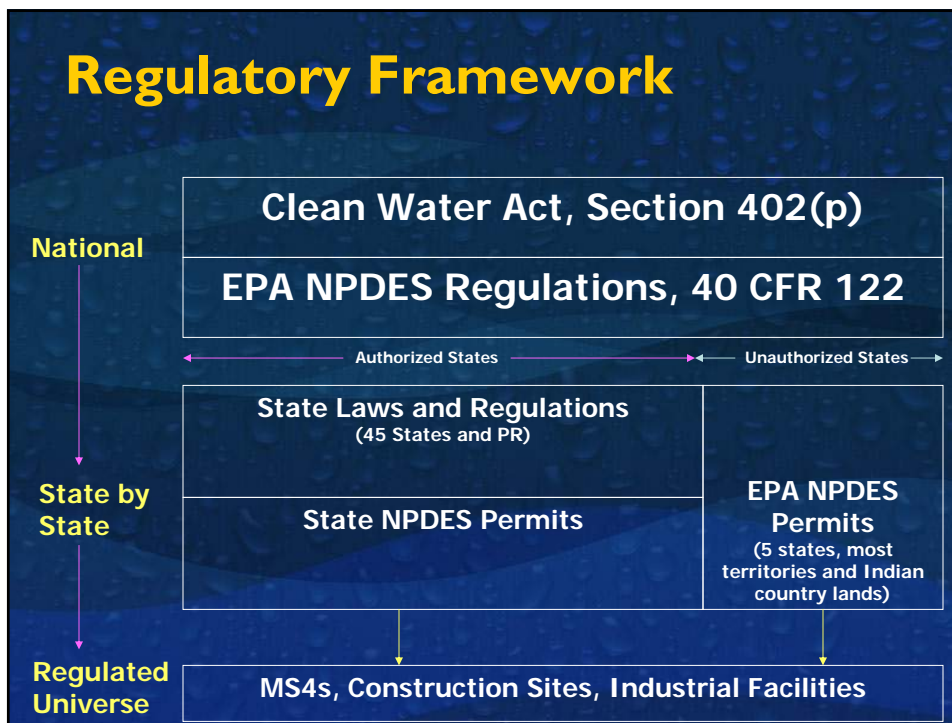 Regulatory Framework
National
Clean Water Act, Section 402(p)
EPA NPDES Regulations, 40 CFR 122
Authorized States
Unauthorized States
State by
State
State Laws and Regulations
(45 States and PR)
State NPDES Permits
EPA NPDES
Permits
(5 states, most
territories and Indian
country lands)
Regulated
Universe
MS4s, Construction Sites, Industrial Facilities